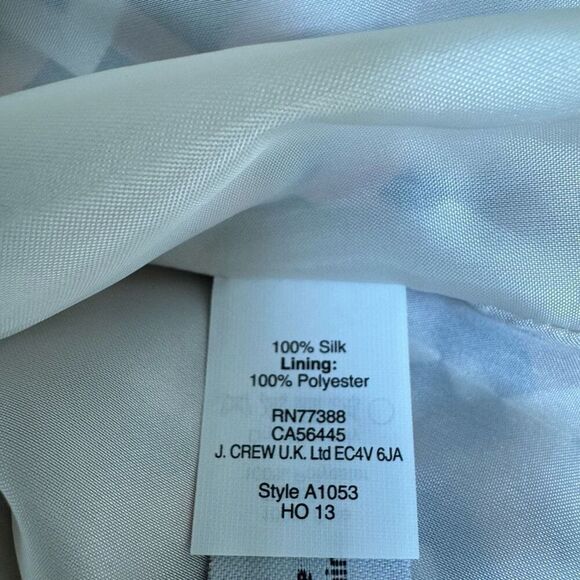 100% Silk
Lining:
100% Polyester
RN77388
CA56445
J. CREW U.K. Ltd EC4V 6JA
Style A1053
HO 13